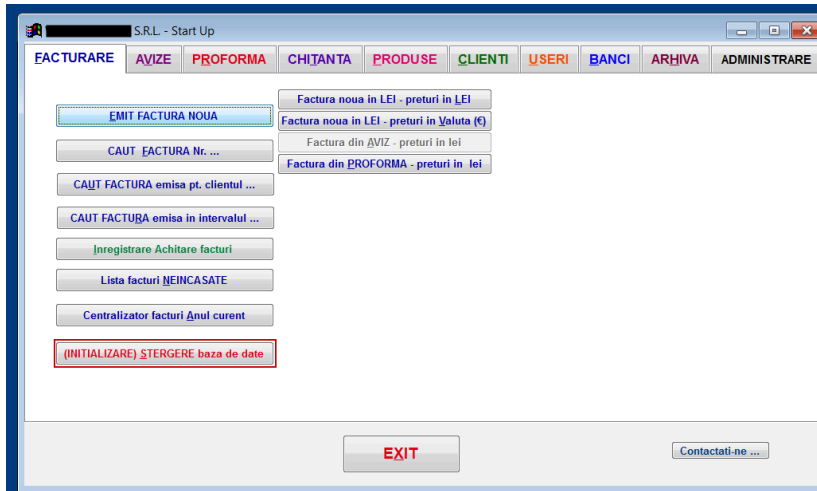 S.R.L. - Start Up
FACTURARE AVIZE PROFORMA CHITANTA PRODUSE CLIENTI USERI BANCI ARHIVA ADMINISTRARE
EMIT FACTURA NOUA
Factura noua in LEI - preturi in LEI
Factura noua in LEI - preturi in Valuta (€)
Factura din AVIZ - preturi in lei
Factura din PROFORMA - preturi in lei
CAUT FACTURA Nr. ...
CAUT FACTURA emisa pt. clientul ...
CAUT FACTURA emisa in intervalul ...
Inregistrare Achitare facturi
Lista facturi NEINCASATE
Centralizator facturi Anul curent
(INITIALIZARE) STERGERE baza de date
EXIT
Contactati-ne ...